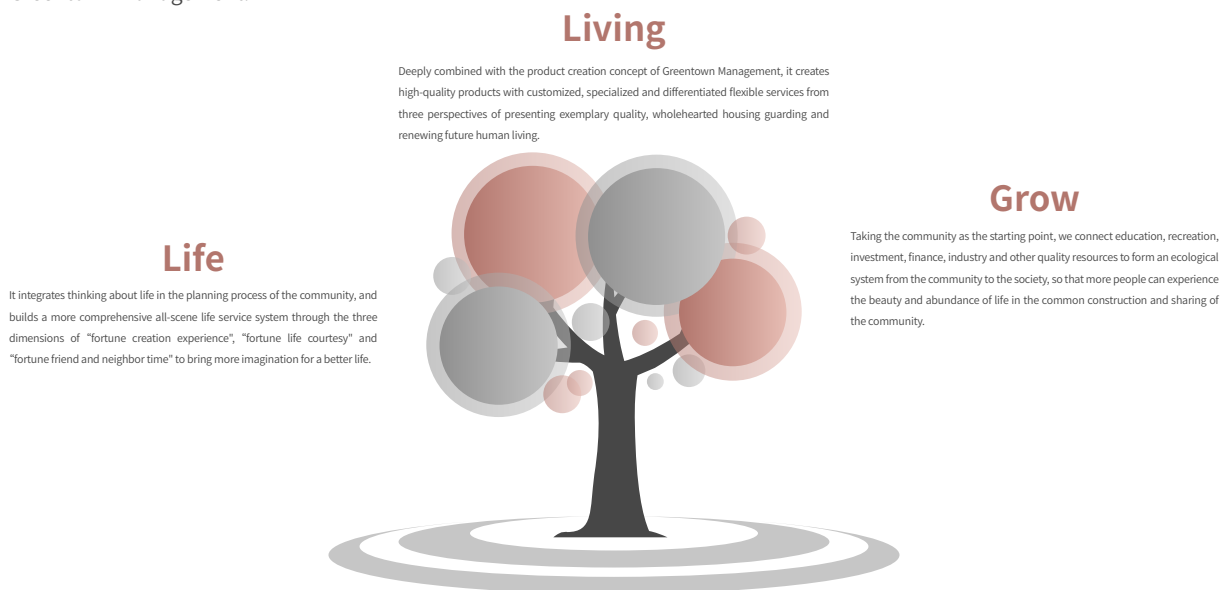 Living
Deeply combined with the product creation concept of Greentown Management, it creates
high-quality products with customized, specialized and differentiated flexible services from
three perspectives of presenting exemplary quality, wholehearted housing guarding and
renewing future human living.
Grow
Taking the community as the starting point, we connect education, recreation,
investment, finance, industry and other quality resources to form an ecological
system from the community to the society, so that more people can experience
the beauty and abundance of life in the common construction and sharing of
the community.
Life
It integrates thinking about life in the planning process of the community, and
builds a more comprehensive all-scene life service system through the three
dimensions of “fortune creation experience", “fortune life courtesy" and
“fortune friend and neighbor time" to bring more imagination for a better life.